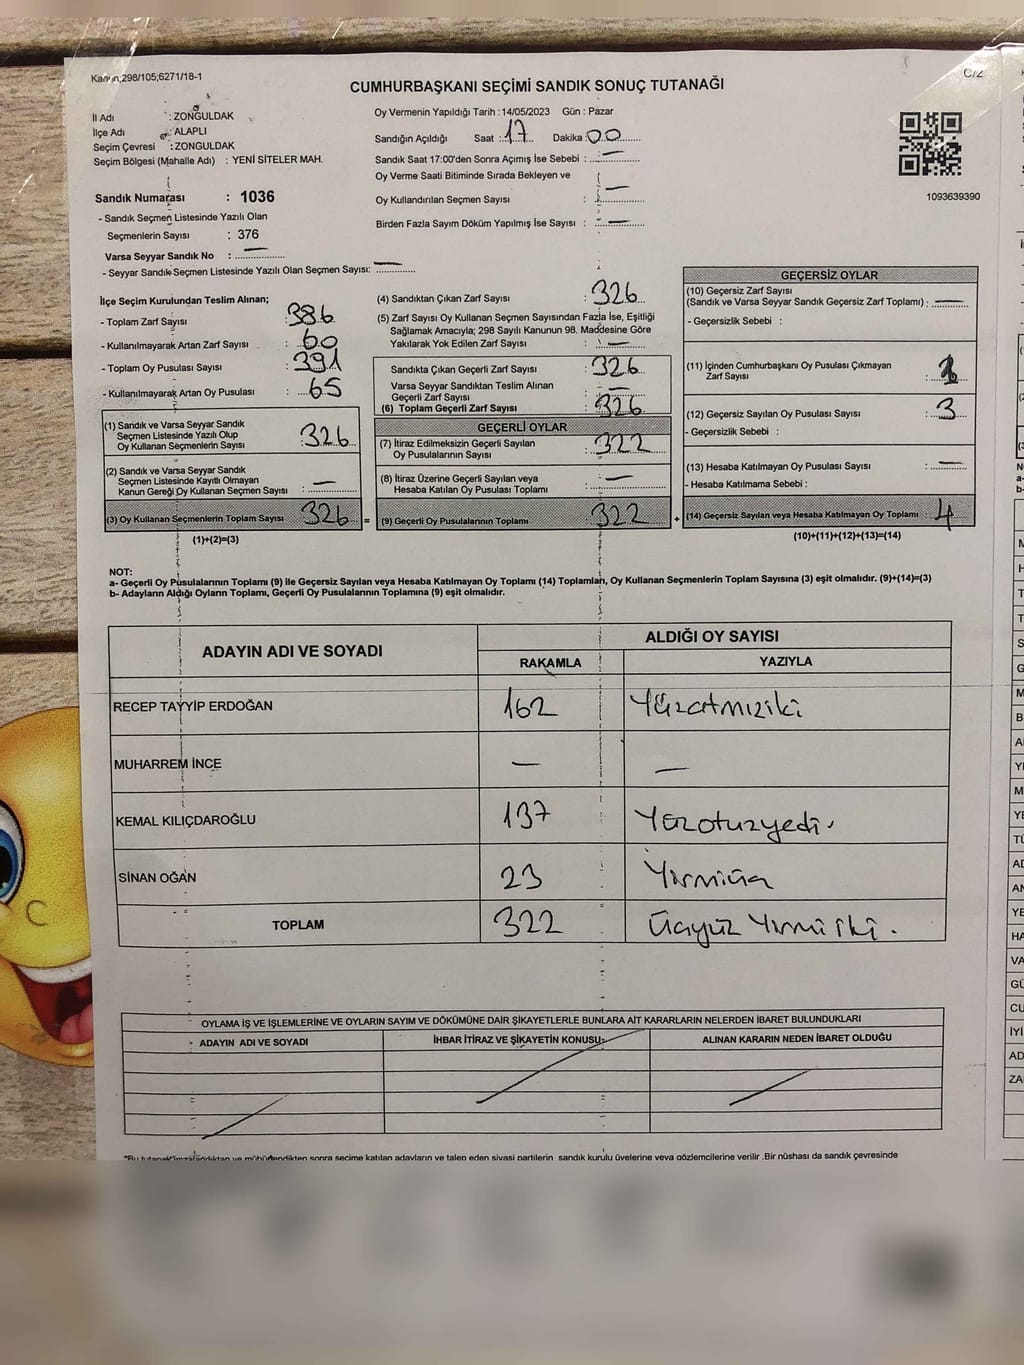 Kanun;298/105;6271/18-1
C/2
CUMHURBAŞKANI SEÇİMİ SANDIK SONUÇ TUTANAĞI
İl Adı : ZONGULDAK
İlçe Adı : ALAPLI
Seçim Çevresi : ZONGULDAK
Seçim Bölgesi (Mahalle Adı) : YENİ SİTELER MAH.
Oy Vermenin Yapıldığı Tarih : 14/05/2023 Gün : Pazar
Sandığın Açıldığı Saat : 17 Dakika : 00
Sandık Saat 17:00'den Sonra Açımış İse Sebebi : —
Oy Verme Saati Bitiminde Sırada Bekleyen ve
Oy Kullandırılan Seçmen Sayısı : —
Birden Fazla Sayım Döküm Yapılmış İse Sayısı : —
1093639390
Sandık Numarası : 1036
- Sandık Seçmen Listesinde Yazılı Olan
Seçmenlerin Sayısı : 376
Varsa Seyyar Sandık No : —
- Seyyar Sandık Seçmen Listesinde Yazılı Olan Seçmen Sayısı: —
İlçe Seçim Kurulundan Teslim Alınan;
- Toplam Zarf Sayısı : 386
- Kullanılmayarak Artan Zarf Sayısı : 60
- Toplam Oy Pusulası Sayısı : 391
- Kullanılmayarak Artan Oy Pusulası : 65
(1) Sandık ve Varsa Seyyar Sandık
Seçmen Listesinde Yazılı Olup
Oy Kullanan Seçmenlerin Sayısı 326
(2) Sandık ve Varsa Seyyar Sandık
Seçmen Listesinde Kayıtlı Olmayan
Kanun Gereği Oy Kullanan Seçmen Sayısı : —
(3) Oy Kullanan Seçmenlerin Toplam Sayısı 326 =
(1)+(2)=(3)
(4) Sandıktan Çıkan Zarf Sayısı : 326
(5) Zarf Sayısı Oy Kullanan Seçmen Sayısından Fazla İse, Eşitliği
Sağlamak Amacıyla; 298 Sayılı Kanunun 98. Maddesine Göre
Yakılarak Yok Edilen Zarf Sayısı : —
Sandıkta Çıkan Geçerli Zarf Sayısı : 326
Varsa Seyyar Sandıktan Teslim Alınan
Geçerli Zarf Sayısı : —
(6) Toplam Geçerli Zarf Sayısı : 326
GEÇERLİ OYLAR
(7) İtiraz Edilmeksizin Geçerli Sayılan
Oy Pusulalarının Sayısı : 322
(8) İtiraz Üzerine Geçerli Sayılan veya
Hesaba Katılan Oy Pusulası Toplamı : —
(9) Geçerli Oy Pusulalarının Toplamı : 322 +
GEÇERSİZ OYLAR
(10) Geçersiz Zarf Sayısı
(Sandık ve Varsa Seyyar Sandık Geçersiz Zarf Toplamı) : —
- Geçersizlik Sebebi :
(11) İçinden Cumhurbaşkanı Oy Pusulası Çıkmayan
Zarf Sayısı : 1
(12) Geçersiz Sayılan Oy Pusulası Sayısı : 3
- Geçersizlik Sebebi :
(13) Hesaba Katılmayan Oy Pusulası Sayısı : —
- Hesaba Katılmama Sebebi :
(14) Geçersiz Sayılan veya Hesaba Katılmayan Oy Toplamı : 4
(10)+(11)+(12)+(13)=(14)
NOT:
a- Geçerli Oy Pusulalarının Toplamı (9) ile Geçersiz Sayılan veya Hesaba Katılmayan Oy Toplamı (14) Toplamları, Oy Kullanan Seçmenlerin Toplam Sayısına (3) eşit olmalıdır. (9)+(14)=(3)
b- Adayların Aldığı Oyların Toplamı, Geçerli Oy Pusulalarının Toplamına (9) eşit olmalıdır.
ADAYIN ADI VE SOYADI ALDIĞI OY SAYISI
RAKAMLA YAZIYLA
RECEP TAYYİP ERDOĞAN 162 Yüzatmışiki
MUHARREM İNCE — —
KEMAL KILIÇDAROĞLU 137 Yüzotuzyedi.
SİNAN OĞAN 23 Yirmiüç
TOPLAM 322 Üçyüz Yirmi iki.
OYLAMA İŞ VE İŞLEMLERİNE VE OYLARIN SAYIM VE DÖKÜMÜNE DAİR ŞİKAYETLERLE BUNLARA AİT KARARLARIN NELERDEN İBARET BULUNDUKLARI
ADAYIN ADI VE SOYADI İHBAR İTİRAZ VE ŞİKAYETİN KONUSU ALINAN KARARIN NEDEN İBARET OLDUĞU
"Bu tutanak imzalandıktan ve mühürlendikten sonra seçime katılan adayların ve talep eden siyasi partilerin sandık kurulu üyelerine veya gözlemcilerine verilir .Bir nüshası da sandık çevresinde